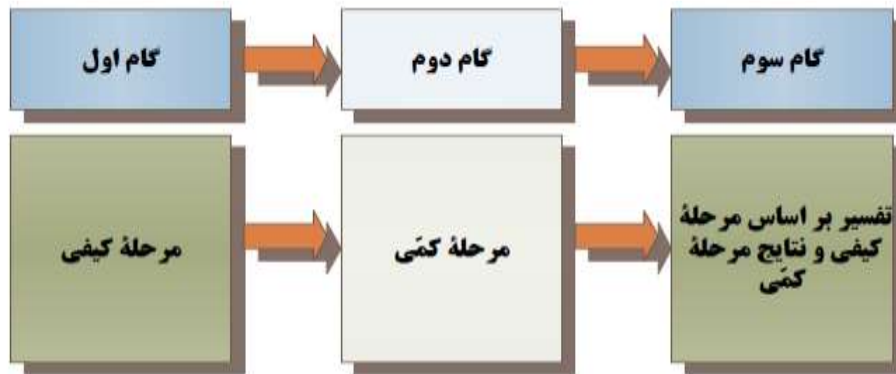 گام اول
گام دوم
گام سوم
مرحلهٔ کیفی
مرحلهٔ کمّی
تفسیر بر اساس مرحلهٔ
کیفی و نتایج مرحلهٔ
کمّی